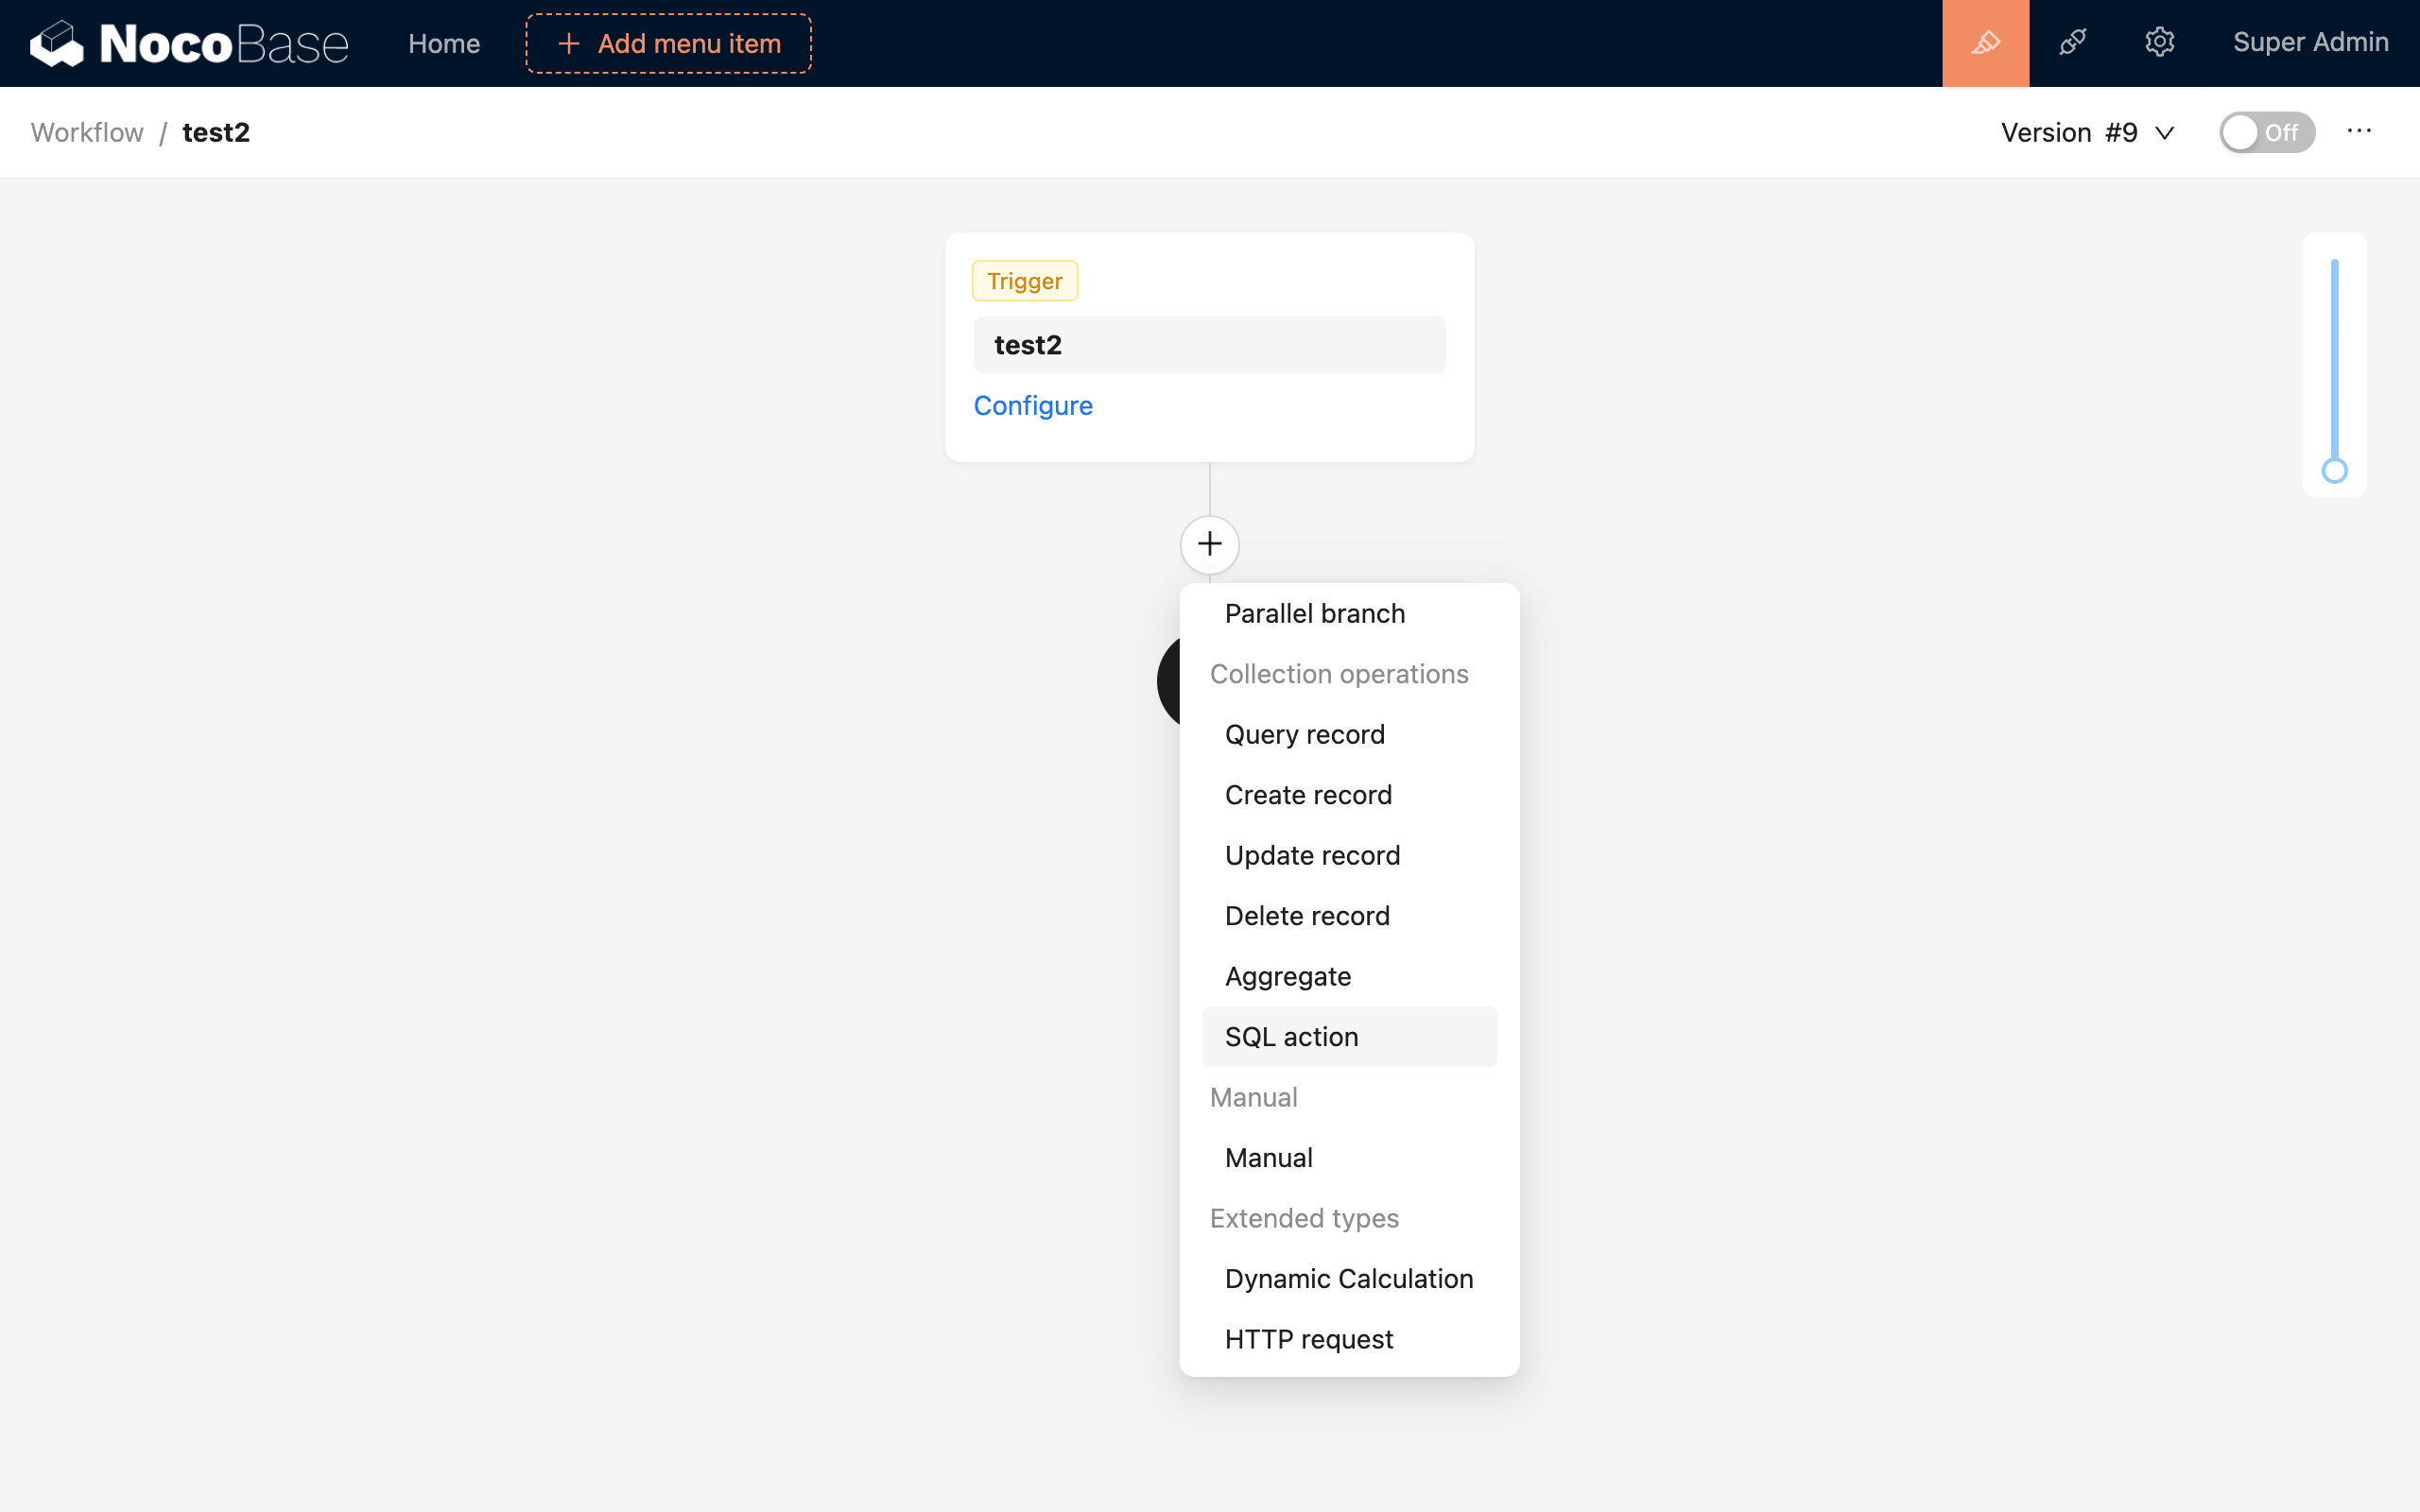 NocoBase Home + Add menu item Super Admin
Workflow / test2 Version #9 Off ···
Trigger
test2
Configure
Parallel branch
Collection operations
Query record
Create record
Update record
Delete record
Aggregate
SQL action
Manual
Manual
Extended types
Dynamic Calculation
HTTP request